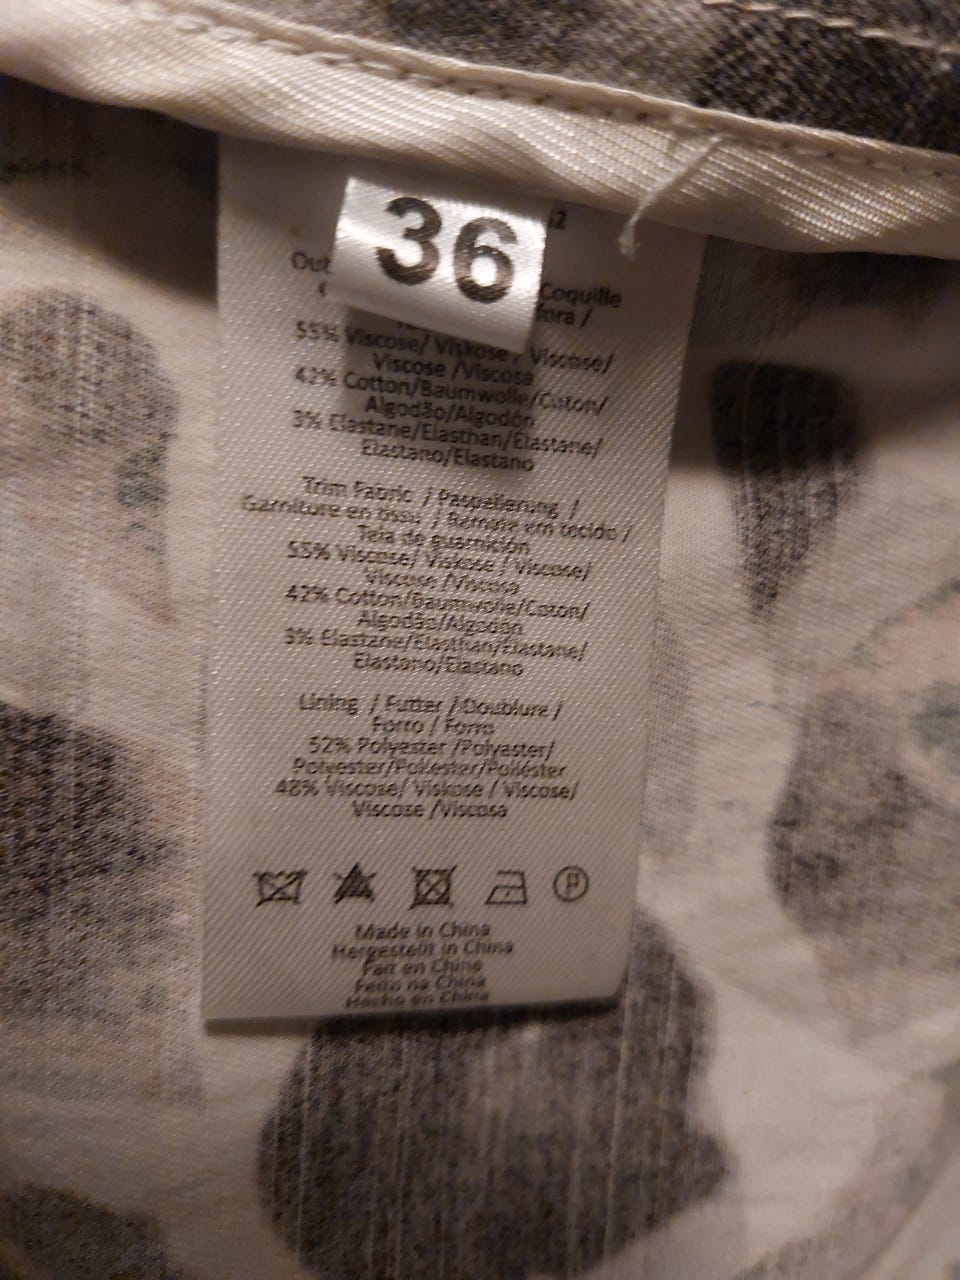 36
Out
Coquille
fora /
55% Viscose/ Viskose / Viscose/
Viscose /Viscosa
42% Cotton/Baumwolle/Coton/
Algodão/Algodón
3% Elastane/Elasthan/Elastane/
Elastano/Elastano
Trim Fabric / Paspelierung /
Garniture en tissu / Remate em tecido /
Tela de guarnición
55% Viscose/ Viskose / Viscose/
Viscose /Viscosa
42% Cotton/Baumwolle/Coton/
Algodão/Algodón
3% Elastane/Elasthan/Elastane/
Elastano/Elastano
Lining / Futter /Doublure /
Forro / Forro
52% Polyester /Polyester/
Polyester/Poliester/Poliéster
48% Viscose/ Viskose / Viscose/
Viscose /Viscosa
P
Made in China
Hergestellt in China
Fait en Chine
Feito na China
Hecho en China